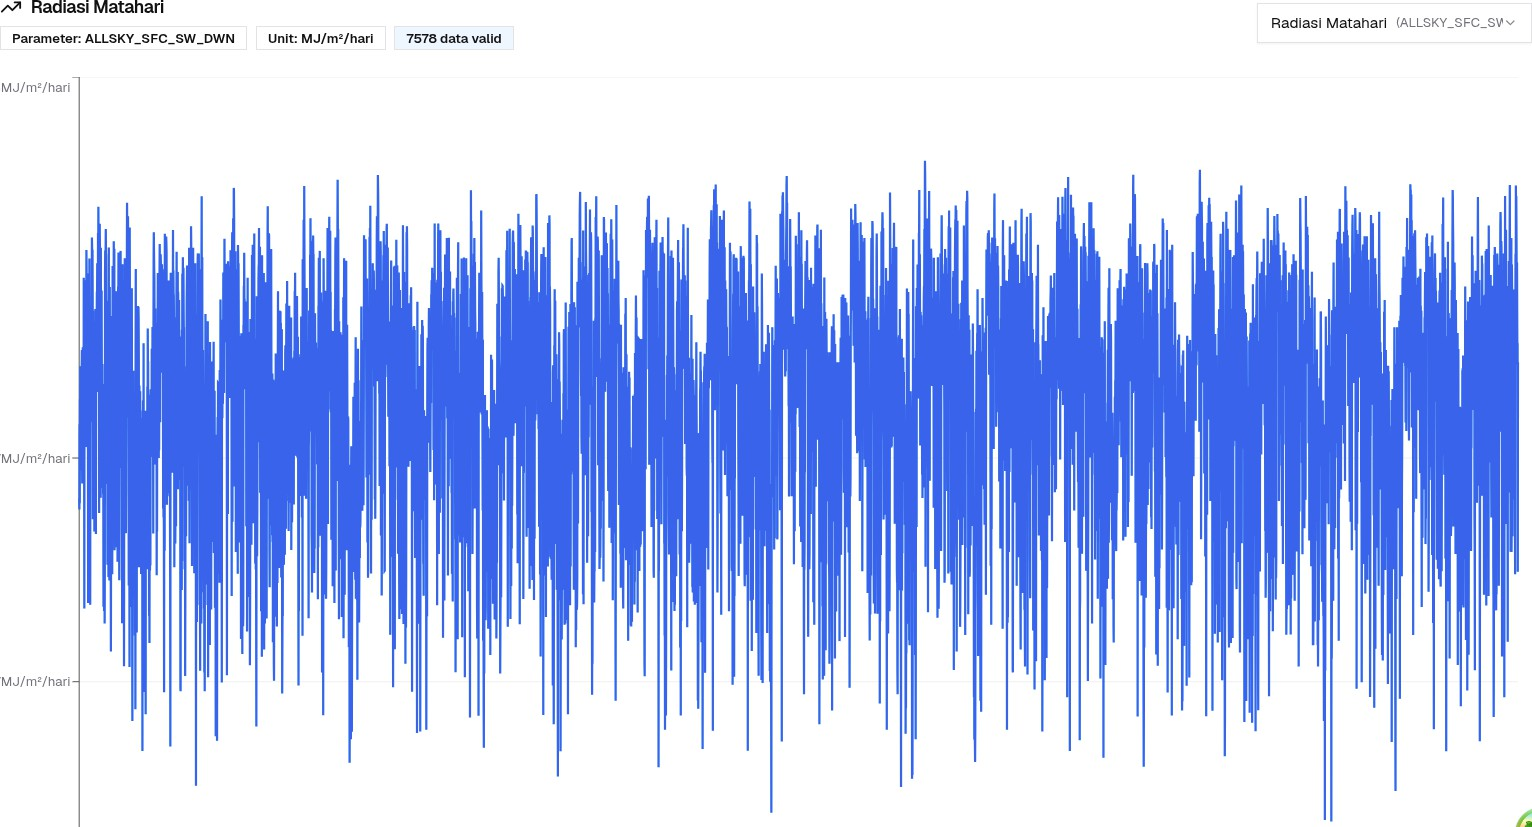 Radiasi Matahari
Radiasi Matahari (ALLSKY_SFC_SW
Parameter: ALLSKY_SFC_SW_DWN
Unit: MJ/m²/hari
7578 data valid
MJ/m²/hari
MJ/m²/hari
MJ/m²/hari